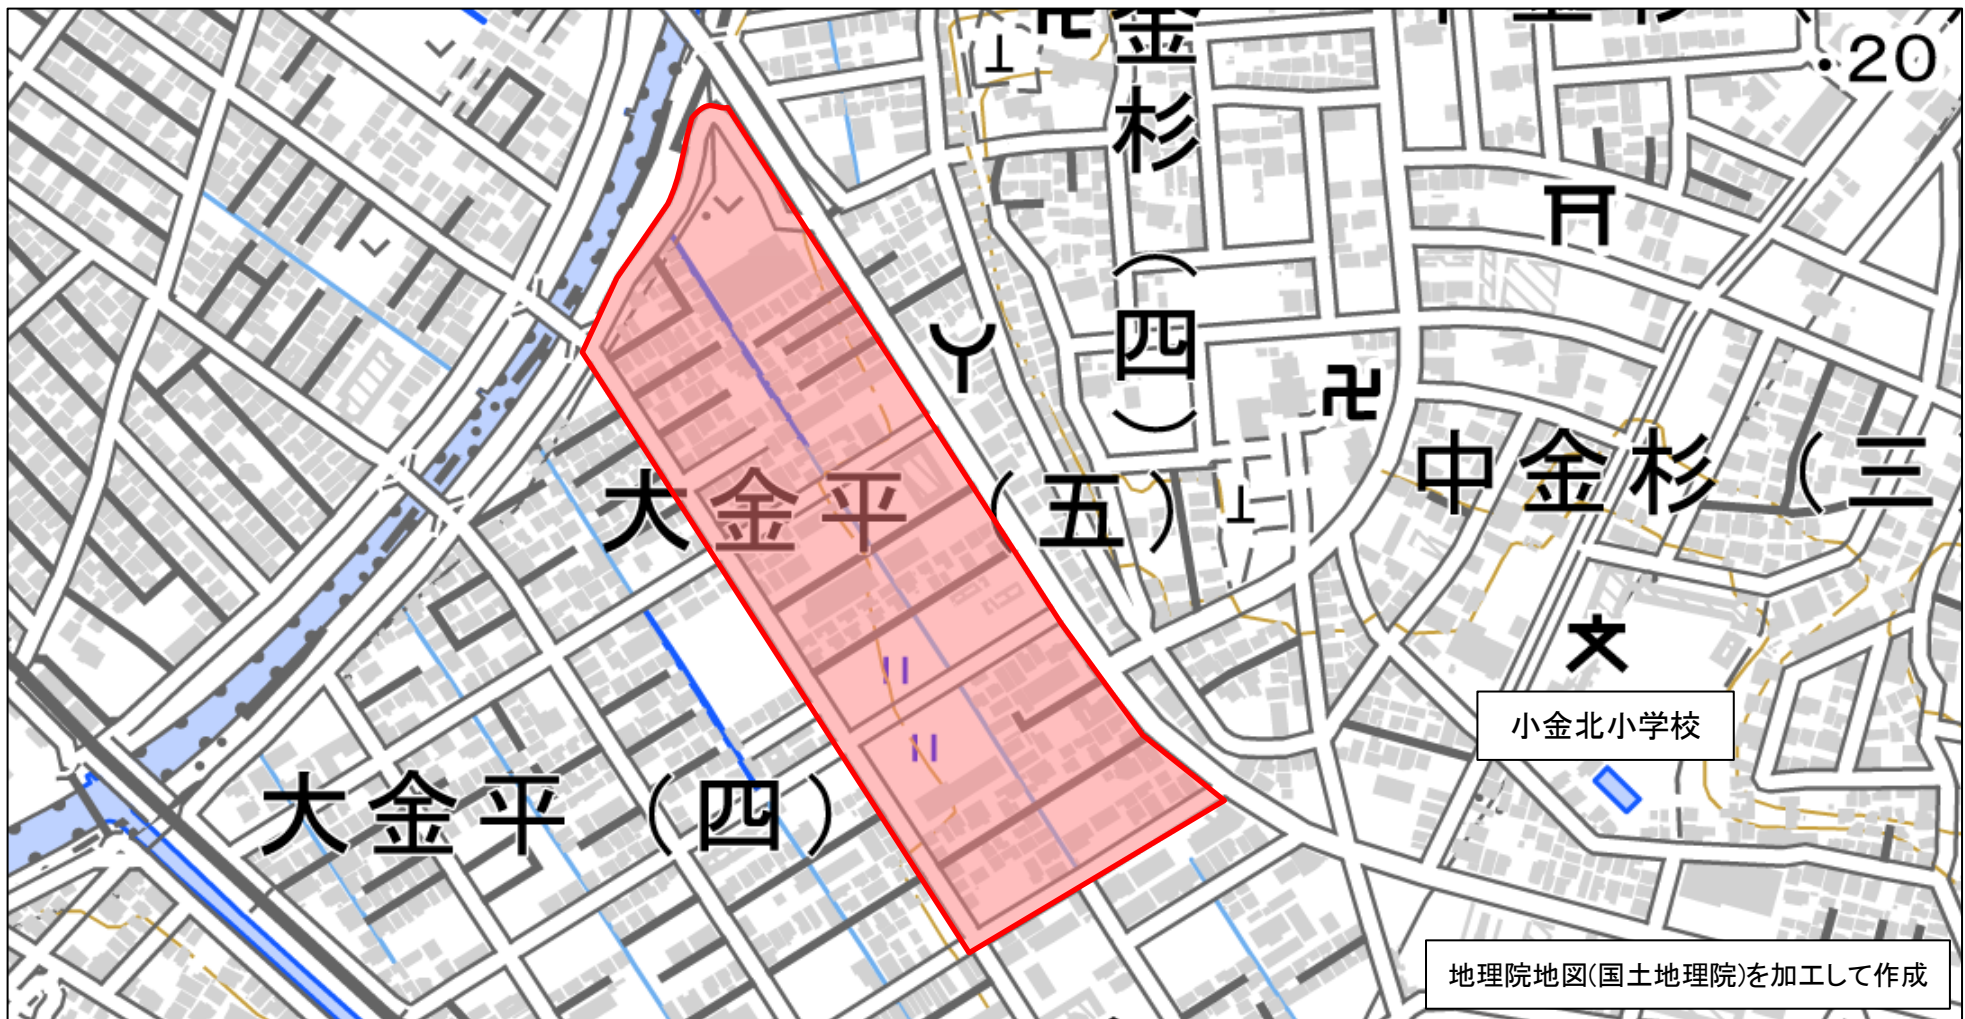 金杉(四)
・20
大金平(五)
中金杉(三
小金北小学校
大金平(四)
地理院地図(国土地理院)を加工して作成